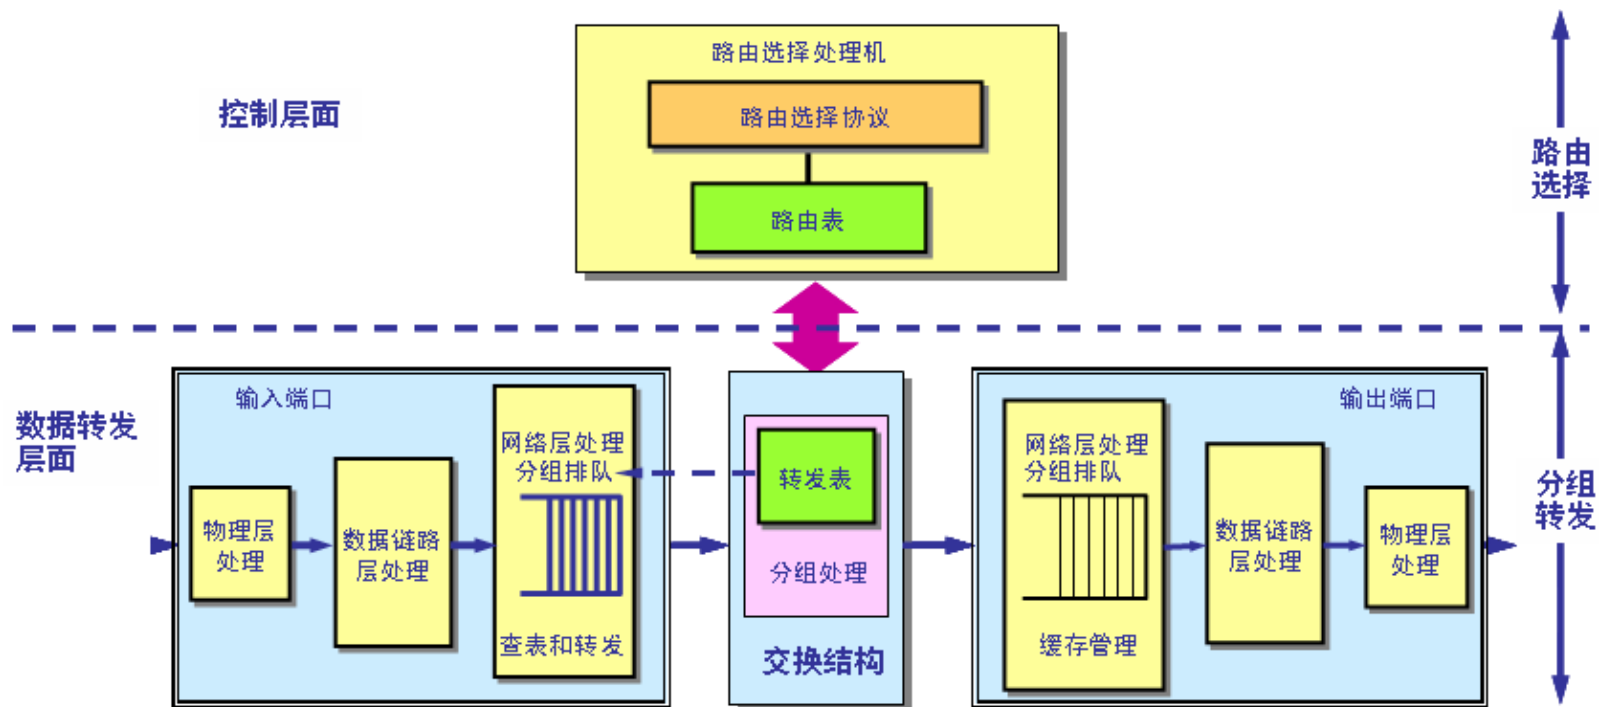 路由选择处理机
控制层面
路由选择协议
路由
选择
路由表
输入端口
输出端口
数据转发
层面
网络层处理
分组排队
转发表
网络层处理
分组排队
分组
转发
物理层
处理
数据链路
层处理
分组处理
数据链路
层处理
物理层
处理
查表和转发
交换结构
缓存管理